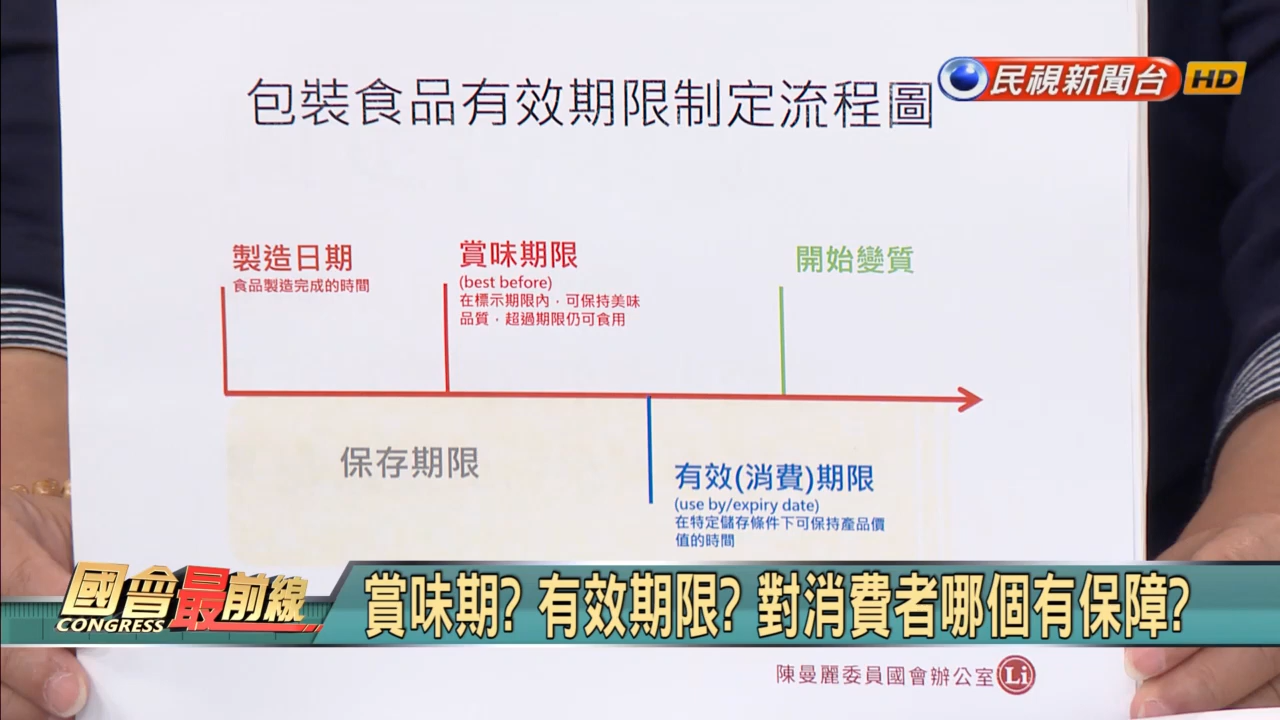 包裝食品有效期限制定流程圖
民視新聞台 HD
製造日期
食品製造完成的時間
賞味期限
(best before)
在標示期限內，可保持美味
品質，超過期限仍可食用
開始變質
保存期限
有效(消費)期限
(use by/expiry date)
在特定儲存條件下可保持產品價
值的時間
國會最前線
CONGRESS
賞味期? 有效期限? 對消費者哪個有保障?
陳曼麗委員國會辦公室 Li